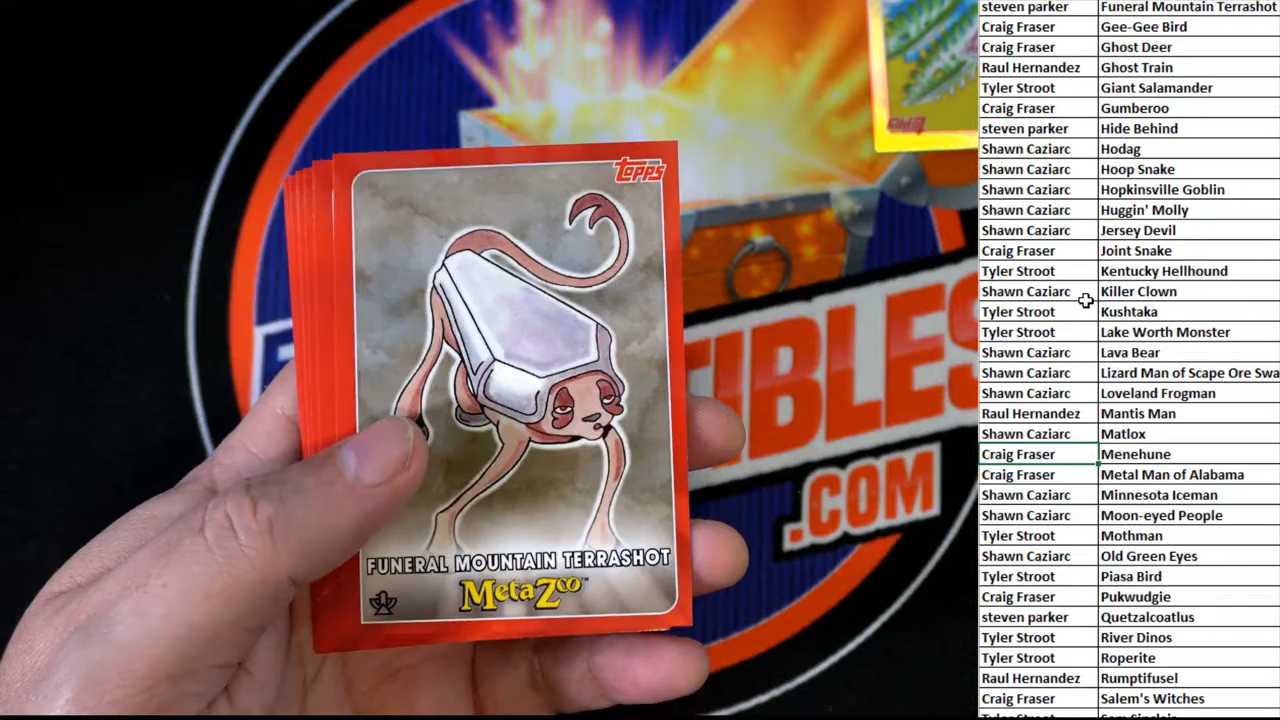 Topps
FUNERAL MOUNTAIN TERRASHOT
MetaZoo™
TIBLES
.COM
steven parker Funeral Mountain Terrashot
Craig Fraser Gee-Gee Bird
Craig Fraser Ghost Deer
Raul Hernandez Ghost Train
Tyler Stroot Giant Salamander
Craig Fraser Gumberoo
steven parker Hide Behind
Shawn Caziarc Hodag
Shawn Caziarc Hoop Snake
Shawn Caziarc Hopkinsville Goblin
Shawn Caziarc Huggin' Molly
Shawn Caziarc Jersey Devil
Craig Fraser Joint Snake
Tyler Stroot Kentucky Hellhound
Shawn Caziarc Killer Clown
Tyler Stroot Kushtaka
Tyler Stroot Lake Worth Monster
Shawn Caziarc Lava Bear
Shawn Caziarc Lizard Man of Scape Ore Swa
Shawn Caziarc Loveland Frogman
Raul Hernandez Mantis Man
Shawn Caziarc Matlox
Craig Fraser Menehune
Craig Fraser Metal Man of Alabama
Shawn Caziarc Minnesota Iceman
Shawn Caziarc Moon-eyed People
Tyler Stroot Mothman
Shawn Caziarc Old Green Eyes
Tyler Stroot Piasa Bird
Craig Fraser Pukwudgie
steven parker Quetzalcoatlus
Tyler Stroot River Dinos
Tyler Stroot Roperite
Raul Hernandez Rumptifusel
Craig Fraser Salem's Witches